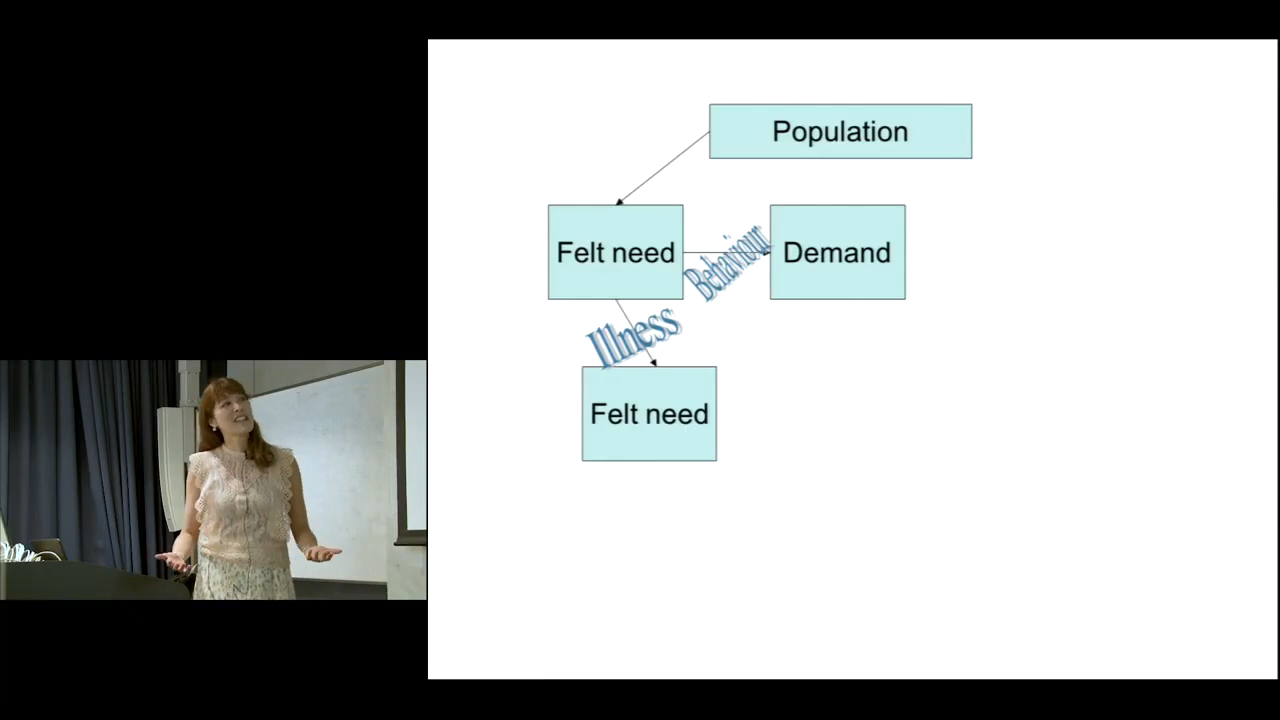 Population
Felt need
Behaviour
Demand
Illness
Felt need